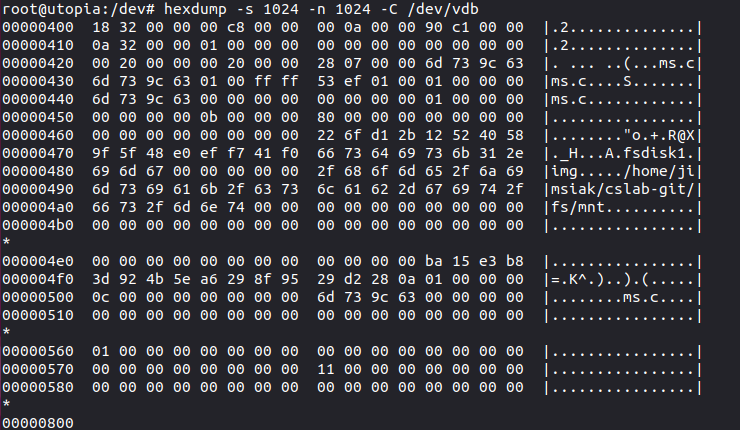 root@utopia:/dev# hexdump -s 1024 -n 1024 -C /dev/vdb
00000400  18 32 00 00 00 c8 00 00  00 0a 00 00 90 c1 00 00  |.2..............|
00000410  0a 32 00 00 01 00 00 00  00 00 00 00 00 00 00 00  |.2..............|
00000420  00 20 00 00 00 20 00 00  28 07 00 00 6d 73 9c 63  |. ... ..(...ms.c|
00000430  6d 73 9c 63 01 00 ff ff  53 ef 01 00 01 00 00 00  |ms.c....S.......|
00000440  6d 73 9c 63 00 00 00 00  00 00 00 00 01 00 00 00  |ms.c............|
00000450  00 00 00 00 0b 00 00 00  80 00 00 00 00 00 00 00  |................|
00000460  00 00 00 00 00 00 00 00  22 6f d1 2b 12 52 40 58  |........"o.+.R@X|
00000470  9f 5f 48 e0 ef f7 41 f0  66 73 64 69 73 6b 31 2e  |._H...A.fsdisk1.|
00000480  69 6d 67 00 00 00 00 00  2f 68 6f 6d 65 2f 6a 69  |img...../home/ji|
00000490  6d 73 69 61 6b 2f 63 73  6c 61 62 2d 67 69 74 2f  |msiak/cslab-git/|
000004a0  66 73 2f 6d 6e 74 00 00  00 00 00 00 00 00 00 00  |fs/mnt..........|
000004b0  00 00 00 00 00 00 00 00  00 00 00 00 00 00 00 00  |................|
*
000004e0  00 00 00 00 00 00 00 00  00 00 00 00 ba 15 e3 b8  |................|
000004f0  3d 92 4b 5e a6 29 8f 95  29 d2 28 0a 01 00 00 00  |=.K^.)..).(.....|
00000500  0c 00 00 00 00 00 00 00  6d 73 9c 63 00 00 00 00  |........ms.c....|
00000510  00 00 00 00 00 00 00 00  00 00 00 00 00 00 00 00  |................|
*
00000560  01 00 00 00 00 00 00 00  00 00 00 00 00 00 00 00  |................|
00000570  00 00 00 00 00 00 00 00  11 00 00 00 00 00 00 00  |................|
00000580  00 00 00 00 00 00 00 00  00 00 00 00 00 00 00 00  |................|
*
00000800